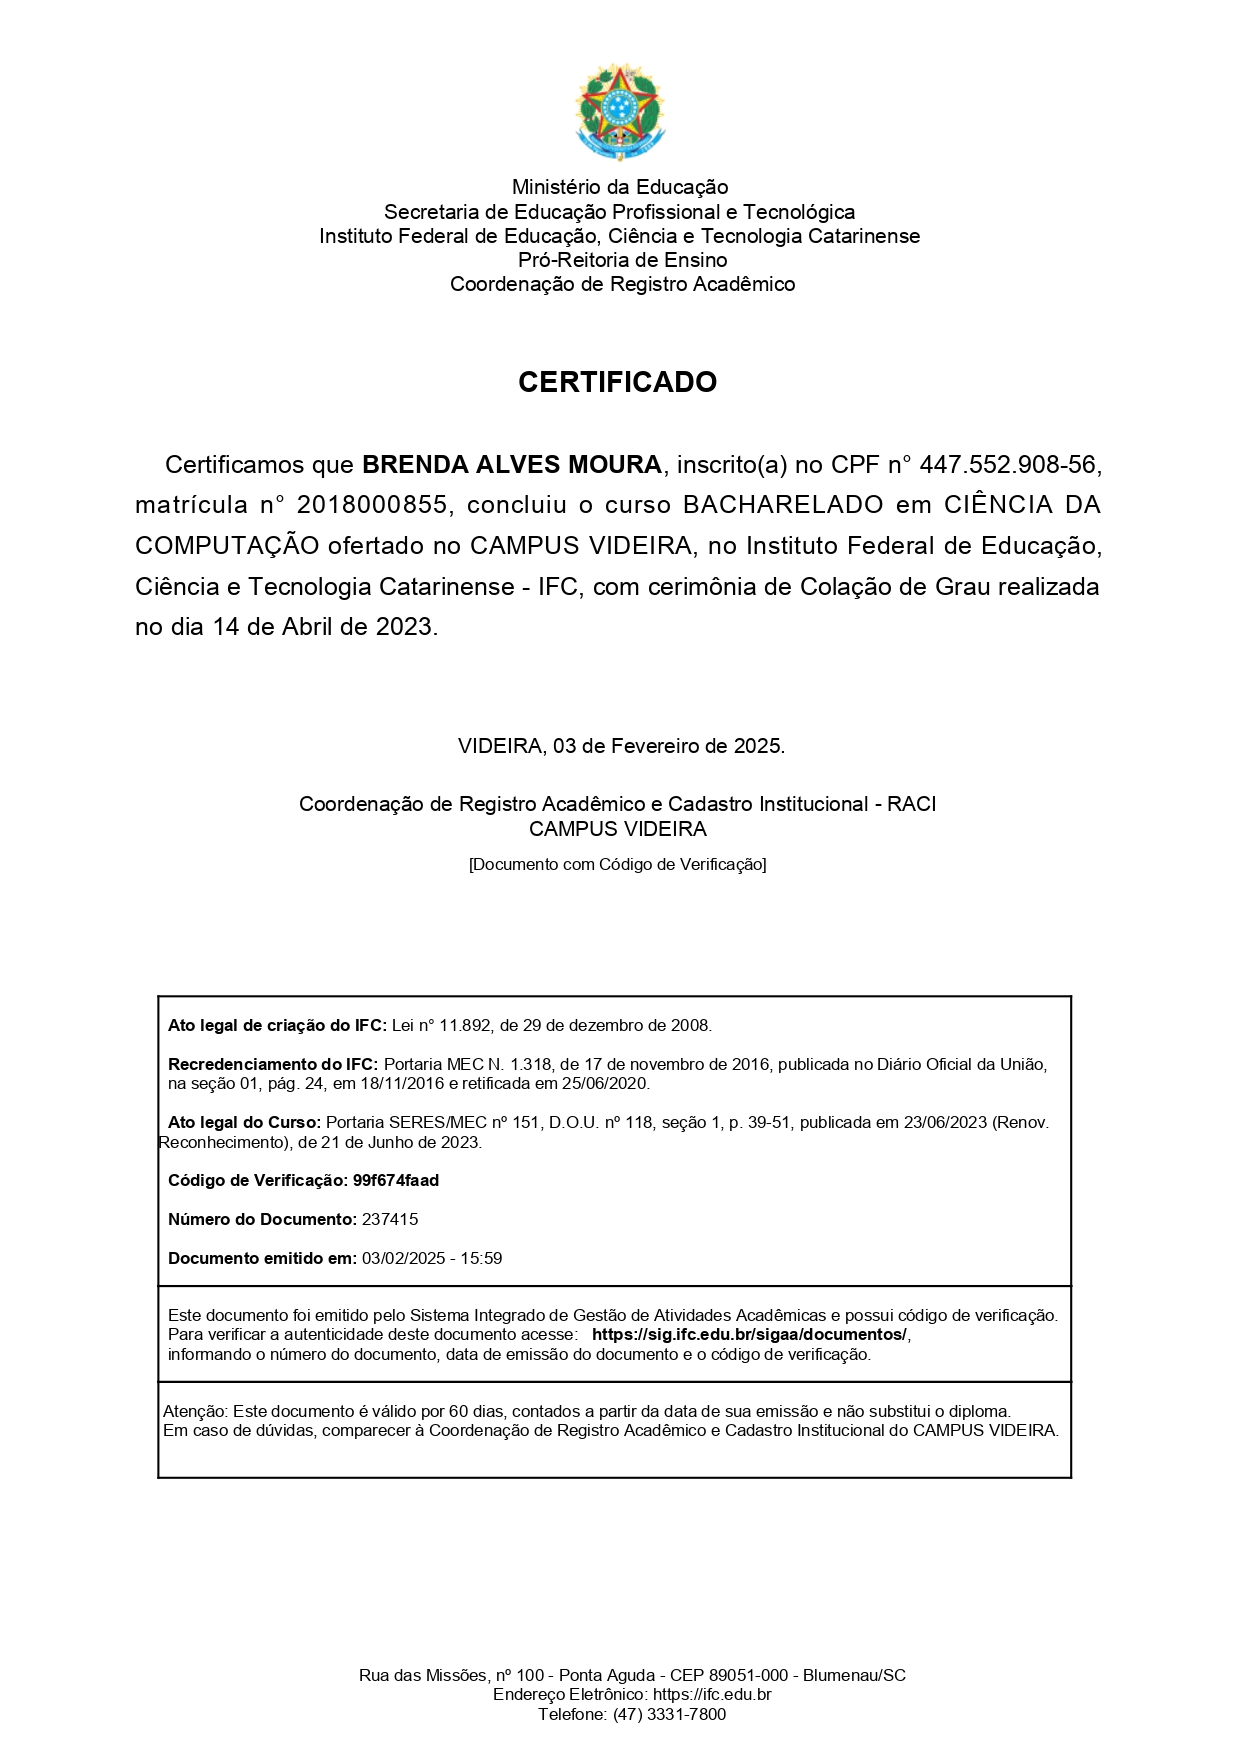 Ministério da Educação
Secretaria de Educação Profissional e Tecnológica
Instituto Federal de Educação, Ciência e Tecnologia Catarinense
Pró-Reitoria de Ensino
Coordenação de Registro Acadêmico
CERTIFICADO
Certificamos que BRENDA ALVES MOURA, inscrito(a) no CPF n° 447.552.908-56,
matrícula n° 2018000855, concluiu o curso BACHARELADO em CIÊNCIA DA
COMPUTAÇÃO ofertado no CAMPUS VIDEIRA, no Instituto Federal de Educação,
Ciência e Tecnologia Catarinense - IFC, com cerimônia de Colação de Grau realizada
no dia 14 de Abril de 2023.
VIDEIRA, 03 de Fevereiro de 2025.
Coordenação de Registro Acadêmico e Cadastro Institucional - RACI
CAMPUS VIDEIRA
[Documento com Código de Verificação]
Ato legal de criação do IFC: Lei n° 11.892, de 29 de dezembro de 2008.
Recredenciamento do IFC: Portaria MEC N. 1.318, de 17 de novembro de 2016, publicada no Diário Oficial da União,
na seção 01, pág. 24, em 18/11/2016 e retificada em 25/06/2020.
Ato legal do Curso: Portaria SERES/MEC nº 151, D.O.U. nº 118, seção 1, p. 39-51, publicada em 23/06/2023 (Renov.
Reconhecimento), de 21 de Junho de 2023.
Código de Verificação: 99f674faad
Número do Documento: 237415
Documento emitido em: 03/02/2025 - 15:59
Este documento foi emitido pelo Sistema Integrado de Gestão de Atividades Acadêmicas e possui código de verificação.
Para verificar a autenticidade deste documento acesse: https://sig.ifc.edu.br/sigaa/documentos/,
informando o número do documento, data de emissão do documento e o código de verificação.
Atenção: Este documento é válido por 60 dias, contados a partir da data de sua emissão e não substitui o diploma.
Em caso de dúvidas, comparecer à Coordenação de Registro Acadêmico e Cadastro Institucional do CAMPUS VIDEIRA.
Rua das Missões, nº 100 - Ponta Aguda - CEP 89051-000 - Blumenau/SC
Endereço Eletrônico: https://ifc.edu.br
Telefone: (47) 3331-7800